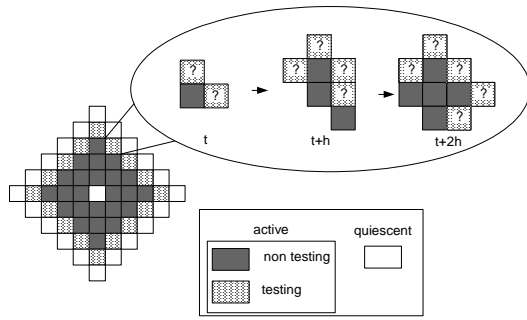 ? ?
? ? ? ? ?
? ? ?
?
t t+h t+2h
active quiescent
non testing
testing